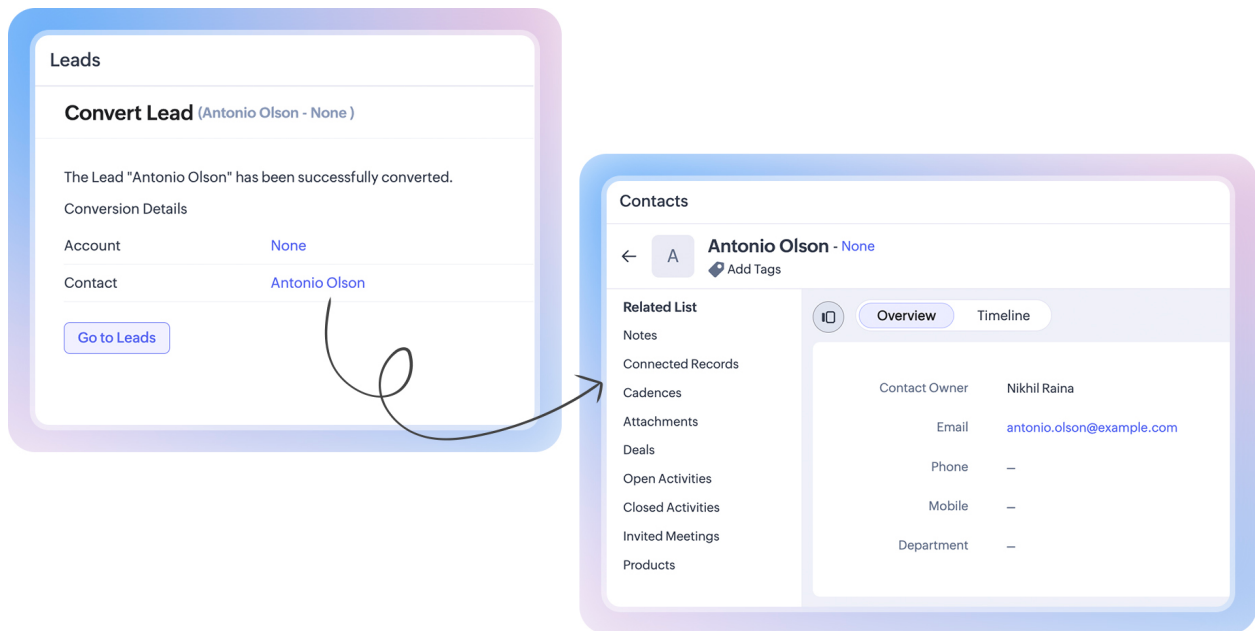 Leads
Convert Lead (Antonio Olson - None )
The Lead "Antonio Olson" has been successfully converted.
Conversion Details
Account None
Contact Antonio Olson
Go to Leads
Contacts
A
Antonio Olson - None
Add Tags
Related List
Notes
Connected Records
Cadences
Attachments
Deals
Open Activities
Closed Activities
Invited Meetings
Products
Overview Timeline
Contact Owner Nikhil Raina
Email antonio.olson@example.com
Phone –
Mobile –
Department –